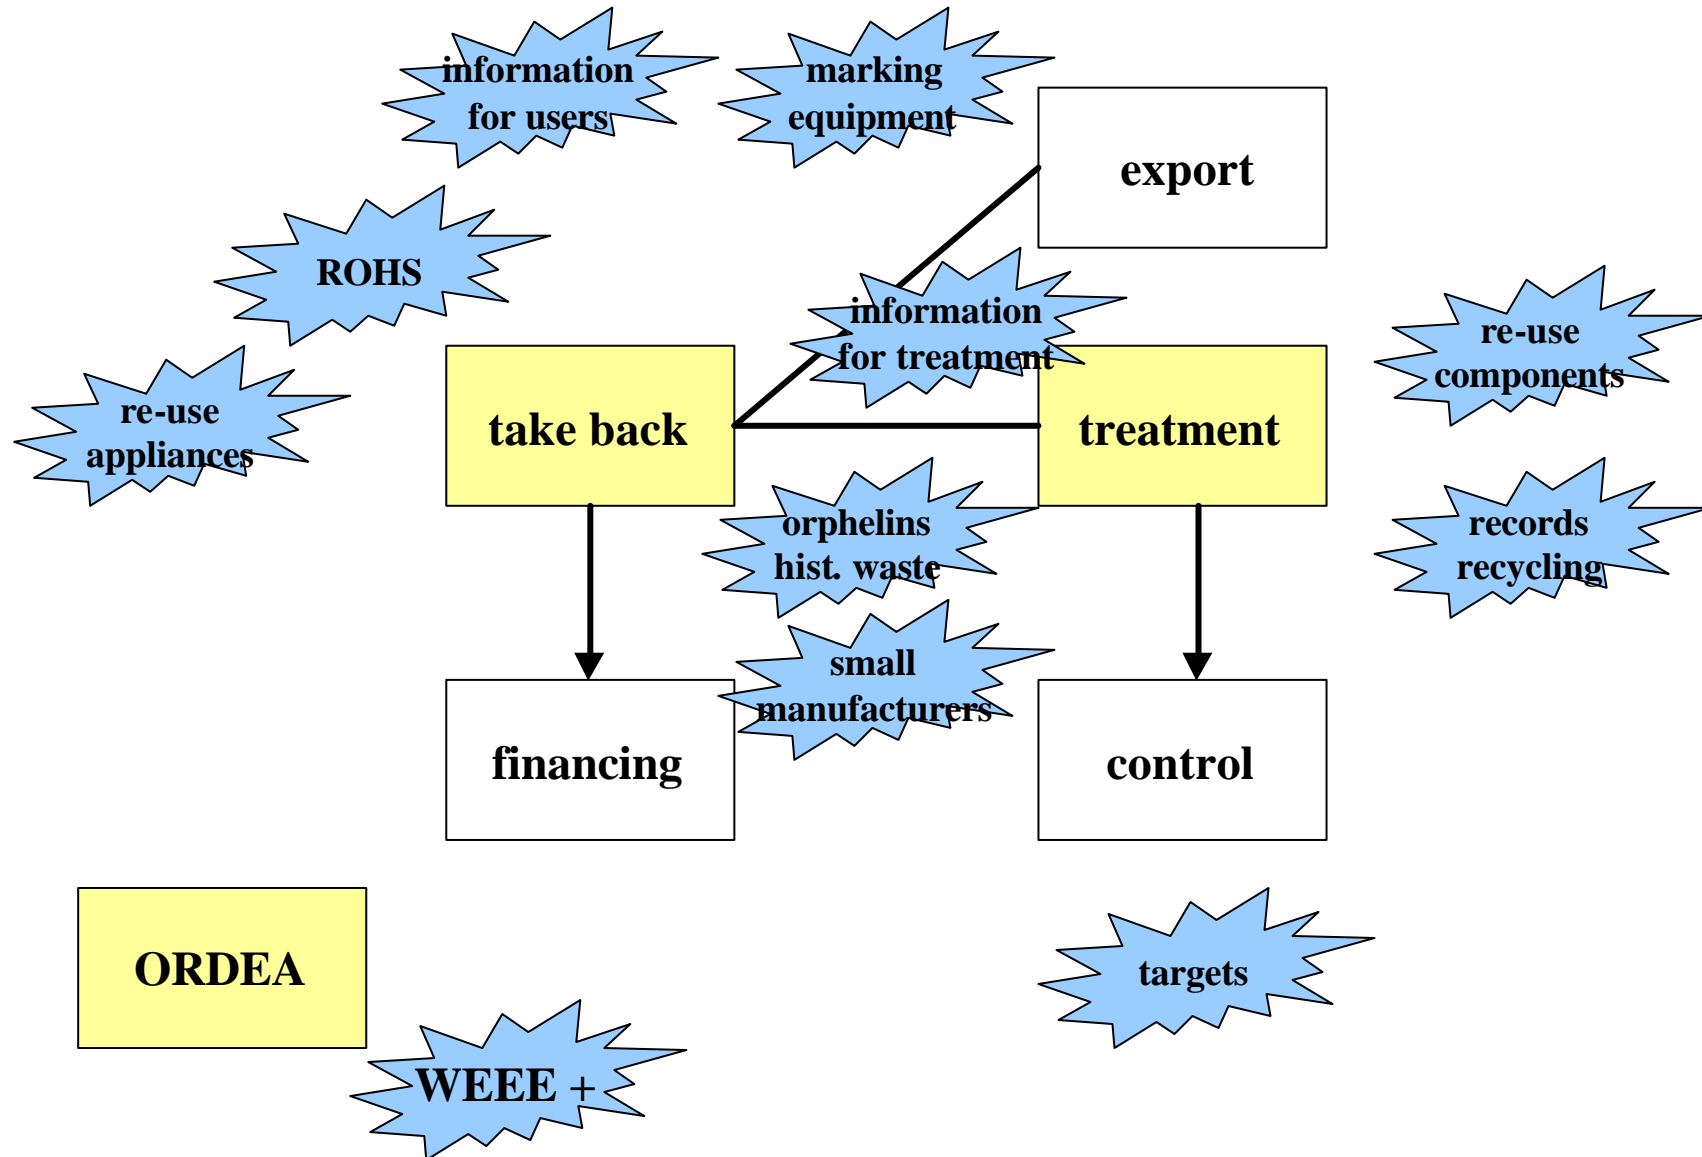 information
for users
marking
equipment
export
ROHS
information
for treatment
re-use
components
re-use
appliances
take back
treatment
orphelins
hist. waste
records
recycling
small
manufacturers
financing
control
ORDEA
targets
WEEE +